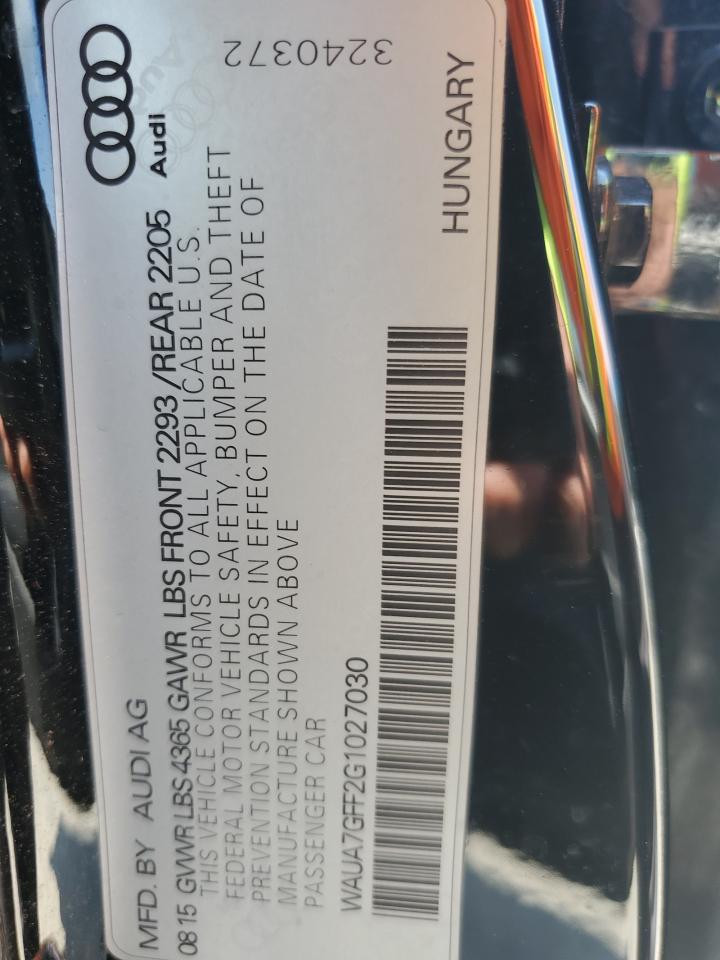 MFD. BY AUDI AG
08 15 GVWR LBS 4365 GAWR LBS FRONT 2293 /REAR 2205
THIS VEHICLE CONFORMS TO ALL APPLICABLE U.S.
FEDERAL MOTOR VEHICLE SAFETY, BUMPER AND THEFT
PREVENTION STANDARDS IN EFFECT ON THE DATE OF
MANUFACTURE SHOWN ABOVE
PASSENGER CAR
WAUA7GFF2G1027030
Audi
HUNGARY
3240372
Audi